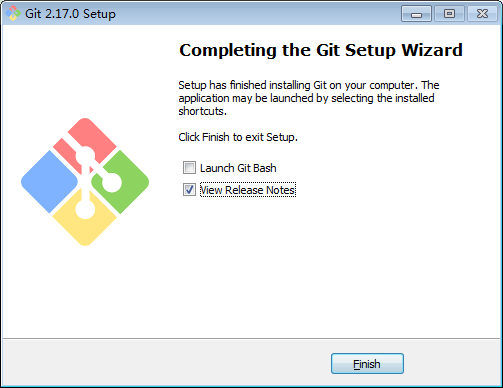 Git 2.17.0 Setup
Completing the Git Setup Wizard
Setup has finished installing Git on your computer. The
application may be launched by selecting the installed
shortcuts.
Click Finish to exit Setup.
Launch Git Bash
View Release Notes
Finish